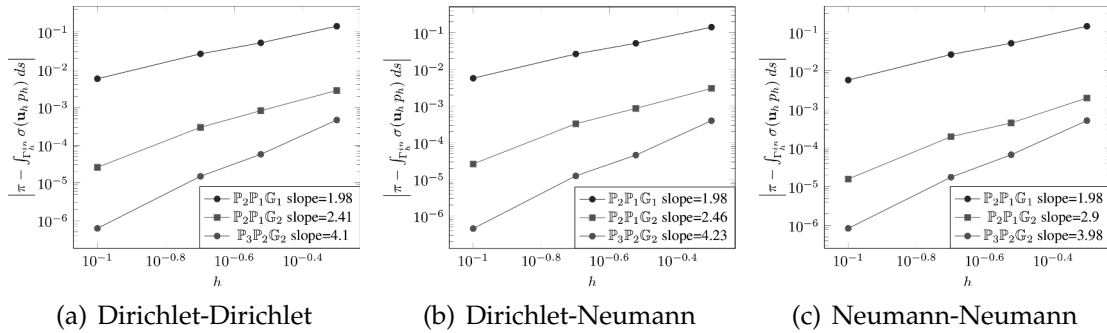 10⁻¹
10⁻²
10⁻³
10⁻⁴
10⁻⁵
10⁻⁶
|π − ∫_{Γ_h^{in}} σ(𝐮_h p_h) ds|
10⁻¹ 10⁻⁰·⁸ 10⁻⁰·⁶ 10⁻⁰·⁴
h
ℙ₂ℙ₁𝔾₁ slope=1.98
ℙ₂ℙ₁𝔾₂ slope=2.41
ℙ₃ℙ₂𝔾₂ slope=4.1
(a) Dirichlet-Dirichlet
10⁻¹
10⁻²
10⁻³
10⁻⁴
10⁻⁵
10⁻⁶
|π − ∫_{Γ_h^{in}} σ(𝐮_h p_h) ds|
10⁻¹ 10⁻⁰·⁸ 10⁻⁰·⁶ 10⁻⁰·⁴
h
ℙ₂ℙ₁𝔾₁ slope=1.98
ℙ₂ℙ₁𝔾₂ slope=2.46
ℙ₃ℙ₂𝔾₂ slope=4.23
(b) Dirichlet-Neumann
10⁻¹
10⁻²
10⁻³
10⁻⁴
10⁻⁵
10⁻⁶
|π − ∫_{Γ_h^{in}} σ(𝐮_h p_h) ds|
10⁻¹ 10⁻⁰·⁸ 10⁻⁰·⁶ 10⁻⁰·⁴
h
ℙ₂ℙ₁𝔾₁ slope=1.98
ℙ₂ℙ₁𝔾₂ slope=2.9
ℙ₃ℙ₂𝔾₂ slope=3.98
(c) Neumann-Neumann